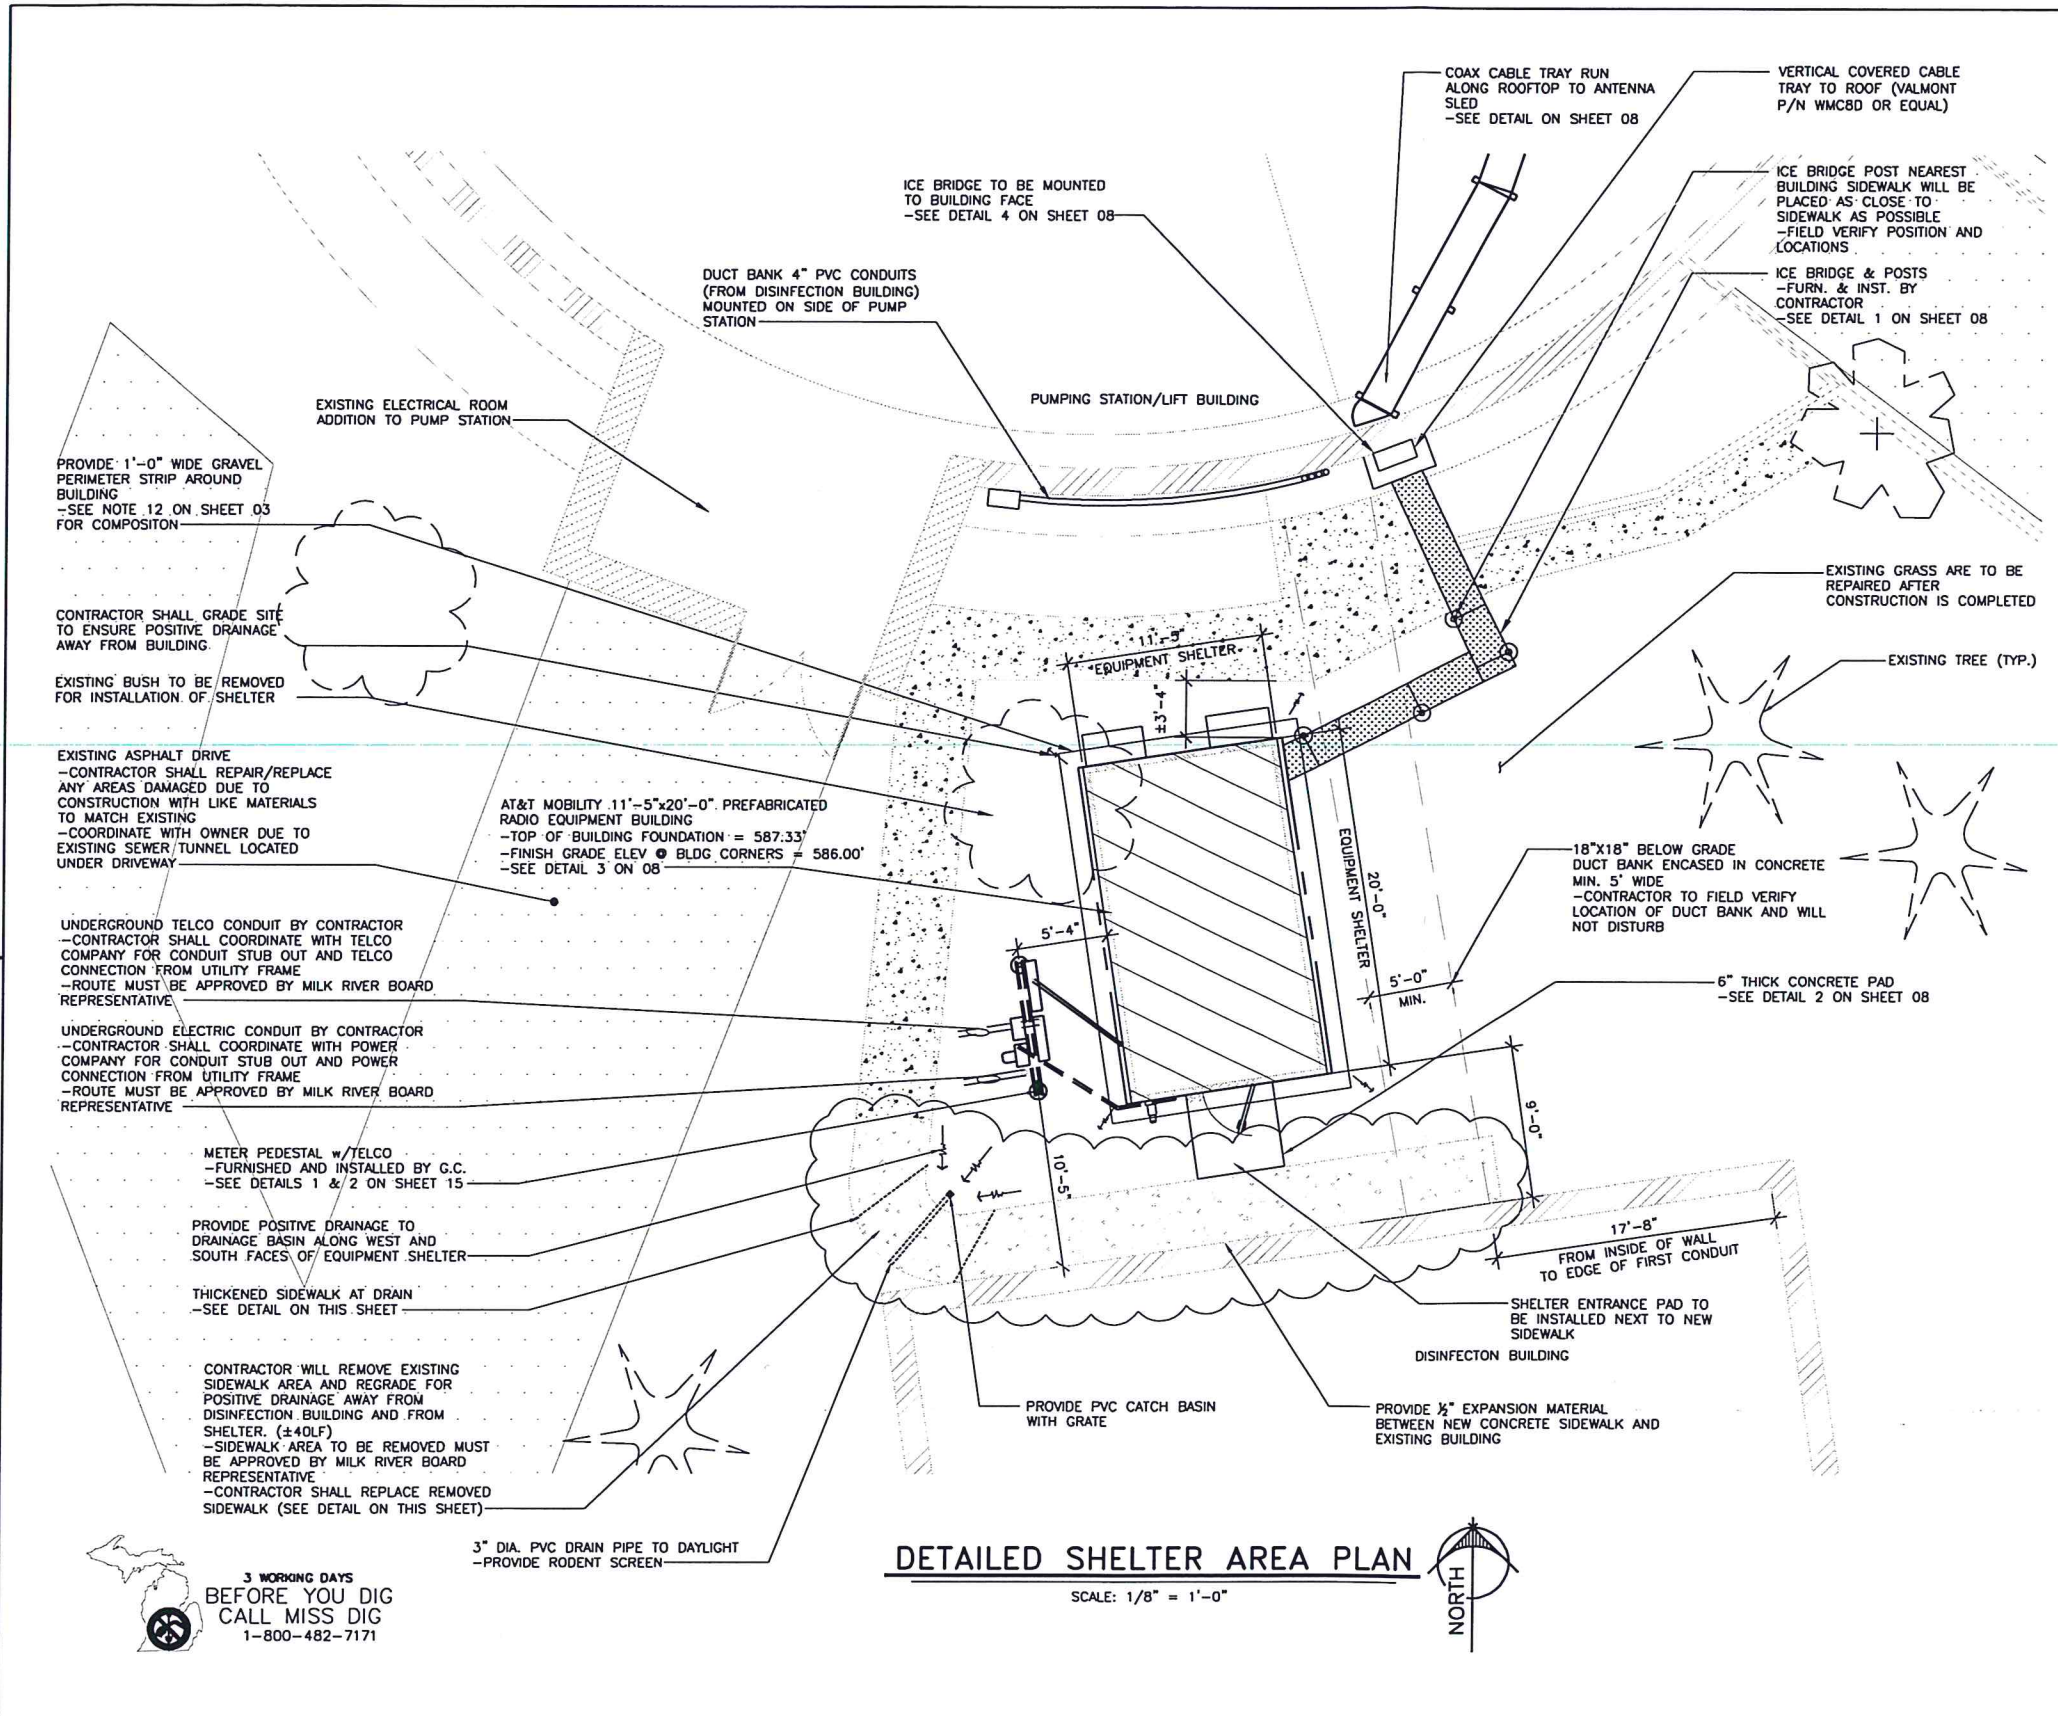 COAX CABLE TRAY RUN
ALONG ROOFTOP TO ANTENNA
SLED
-SEE DETAIL ON SHEET 08
VERTICAL COVERED CABLE
TRAY TO ROOF (VALMONT
P/N WMC8D OR EQUAL)
ICE BRIDGE TO BE MOUNTED
TO BUILDING FACE
-SEE DETAIL 4 ON SHEET 08
ICE BRIDGE POST NEAREST
BUILDING SIDEWALK WILL BE
PLACED AS CLOSE TO
SIDEWALK AS POSSIBLE
-FIELD VERIFY POSITION AND
LOCATIONS
DUCT BANK 4" PVC CONDUITS
(FROM DISINFECTION BUILDING)
MOUNTED ON SIDE OF PUMP
STATION
ICE BRIDGE & POSTS
-FURN. & INST. BY
CONTRACTOR
-SEE DETAIL 1 ON SHEET 08
EXISTING ELECTRICAL ROOM
ADDITION TO PUMP STATION
PUMPING STATION/LIFT BUILDING
PROVIDE 1'-0" WIDE GRAVEL
PERIMETER STRIP AROUND
BUILDING
-SEE NOTE 12 ON SHEET 03
FOR COMPOSITON
EXISTING GRASS ARE TO BE
REPAIRED AFTER
CONSTRUCTION IS COMPLETED
CONTRACTOR SHALL GRADE SITE
TO ENSURE POSITIVE DRAINAGE
AWAY FROM BUILDING
11'-5"
EQUIPMENT SHELTER
±3'-4"
EXISTING TREE (TYP.)
EXISTING BUSH TO BE REMOVED
FOR INSTALLATION OF SHELTER
EXISTING ASPHALT DRIVE
-CONTRACTOR SHALL REPAIR/REPLACE
ANY AREAS DAMAGED DUE TO
CONSTRUCTION WITH LIKE MATERIALS
TO MATCH EXISTING
-COORDINATE WITH OWNER DUE TO
EXISTING SEWER TUNNEL LOCATED
UNDER DRIVEWAY
AT&T MOBILITY 11'-5"x20'-0" PREFABRICATED
RADIO EQUIPMENT BUILDING
-TOP OF BUILDING FOUNDATION = 587.33'
-FINISH GRADE ELEV @ BLDG CORNERS = 586.00'
-SEE DETAIL 3 ON 08
20'-0"
EQUIPMENT SHELTER
18"X18" BELOW GRADE
DUCT BANK ENCASED IN CONCRETE
MIN. 5' WIDE
-CONTRACTOR TO FIELD VERIFY
LOCATION OF DUCT BANK AND WILL
NOT DISTURB
5'-4"
5'-0"
MIN.
UNDERGROUND TELCO CONDUIT BY CONTRACTOR
-CONTRACTOR SHALL COORDINATE WITH TELCO
COMPANY FOR CONDUIT STUB OUT AND TELCO
CONNECTION FROM UTILITY FRAME
-ROUTE MUST BE APPROVED BY MILK RIVER BOARD
REPRESENTATIVE
6" THICK CONCRETE PAD
-SEE DETAIL 2 ON SHEET 08
UNDERGROUND ELECTRIC CONDUIT BY CONTRACTOR
-CONTRACTOR SHALL COORDINATE WITH POWER
COMPANY FOR CONDUIT STUB OUT AND POWER
CONNECTION FROM UTILITY FRAME
-ROUTE MUST BE APPROVED BY MILK RIVER BOARD
REPRESENTATIVE
9'-0"
10'-5"
METER PEDESTAL w/TELCO
-FURNISHED AND INSTALLED BY G.C.
-SEE DETAILS 1 & 2 ON SHEET 15
PROVIDE POSITIVE DRAINAGE TO
DRAINAGE BASIN ALONG WEST AND
SOUTH FACES OF EQUIPMENT SHELTER
17'-8"
FROM INSIDE OF WALL
TO EDGE OF FIRST CONDUIT
THICKENED SIDEWALK AT DRAIN
-SEE DETAIL ON THIS SHEET
SHELTER ENTRANCE PAD TO
BE INSTALLED NEXT TO NEW
SIDEWALK
DISINFECTON BUILDING
CONTRACTOR WILL REMOVE EXISTING
SIDEWALK AREA AND REGRADE FOR
POSITIVE DRAINAGE AWAY FROM
DISINFECTION BUILDING AND FROM
SHELTER. (±40LF)
-SIDEWALK AREA TO BE REMOVED MUST
BE APPROVED BY MILK RIVER BOARD
REPRESENTATIVE
-CONTRACTOR SHALL REPLACE REMOVED
SIDEWALK (SEE DETAIL ON THIS SHEET)
PROVIDE PVC CATCH BASIN
WITH GRATE
PROVIDE ½" EXPANSION MATERIAL
BETWEEN NEW CONCRETE SIDEWALK AND
EXISTING BUILDING
3" DIA. PVC DRAIN PIPE TO DAYLIGHT
-PROVIDE RODENT SCREEN
DETAILED SHELTER AREA PLAN
SCALE: 1/8" = 1'-0"
NORTH
3 WORKING DAYS
BEFORE YOU DIG
CALL MISS DIG
1-800-482-7171